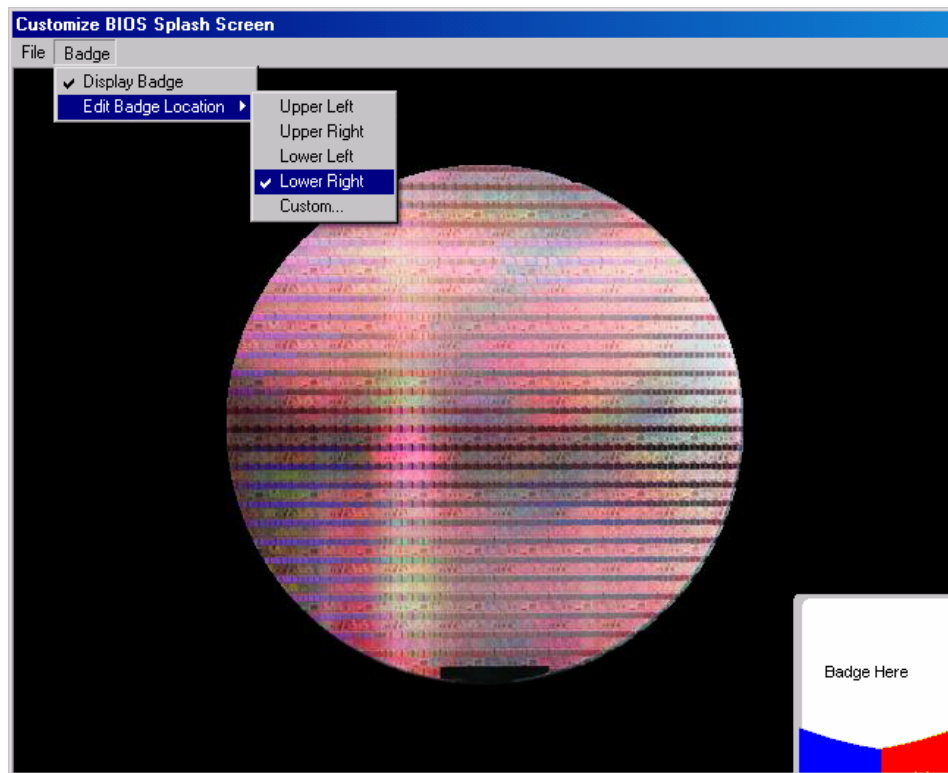 Customize BIOS Splash Screen
File Badge
Display Badge
Edit Badge Location
Upper Left
Upper Right
Lower Left
Lower Right
Custom...
Badge Here